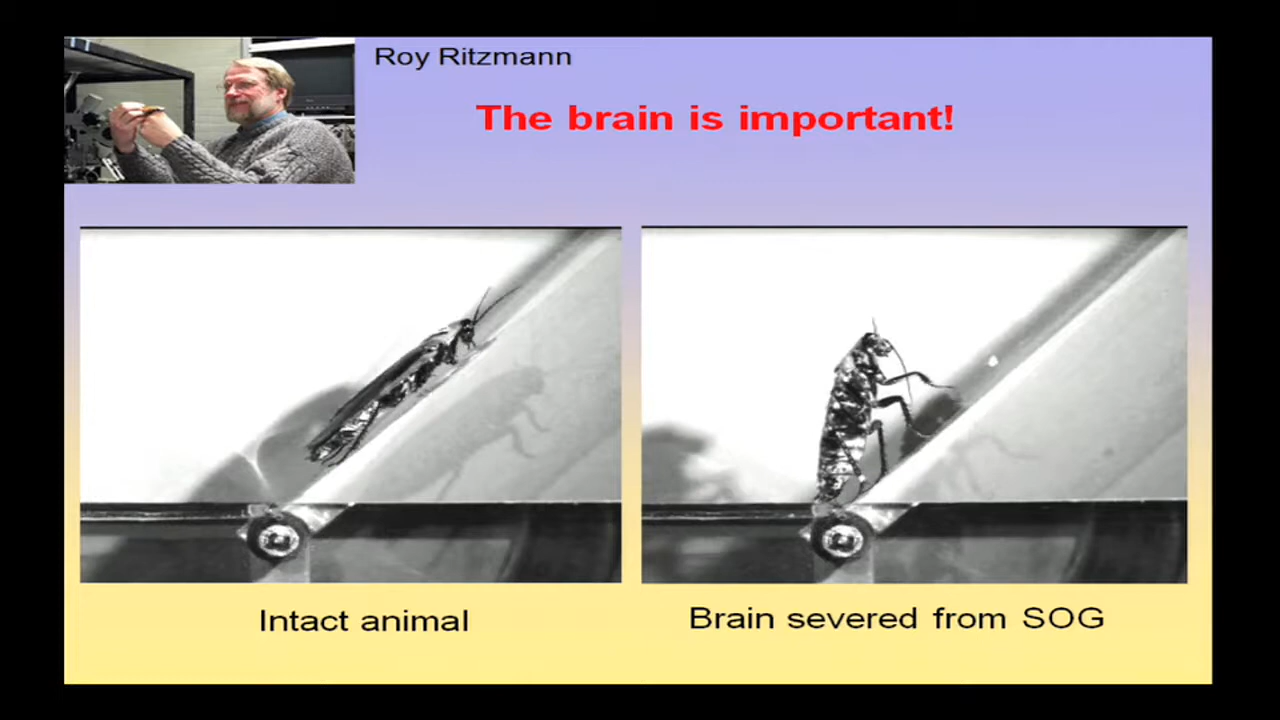 Roy Ritzmann
The brain is important!
Intact animal
Brain severed from SOG